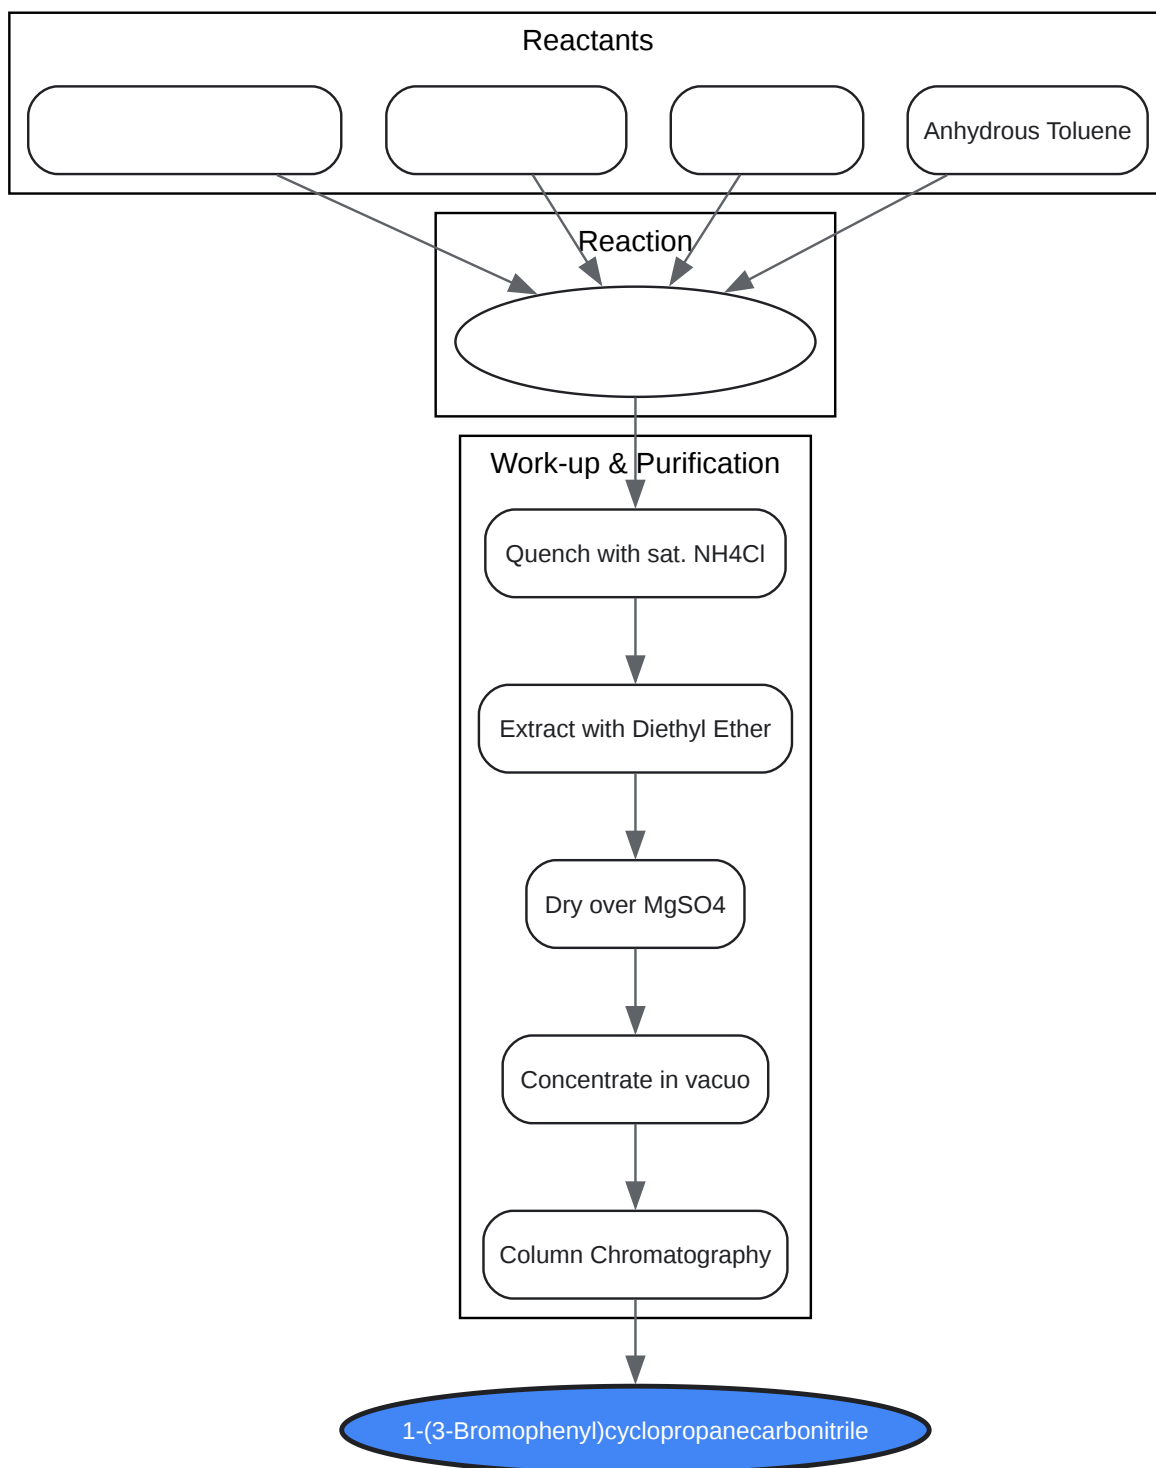 Reactants
Anhydrous Toluene
Reaction
Work-up & Purification
Quench with sat. NH4Cl
Extract with Diethyl Ether
Dry over MgSO4
Concentrate in vacuo
Column Chromatography
1-(3-Bromophenyl)cyclopropanecarbonitrile